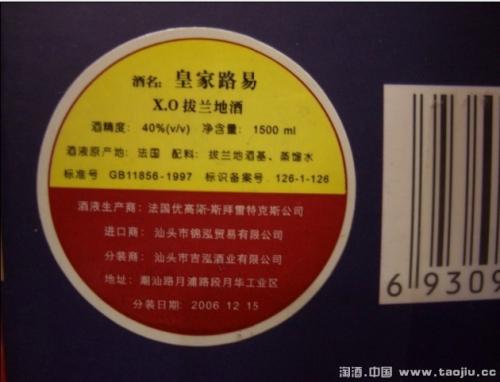 酒名: 皇家路易
X.O 拔兰地酒
酒精度: 40%(v/v) 净含量: 1500 ml
酒液原产地: 法国 配料: 拔兰地酒基、蒸馏水
标准号 GB11856-1997 标识备案号 126-1-126
酒液生产商: 法国优高斯-斯拜雷特克斯公司
进口商: 汕头市锦泓贸易有限公司
分装商: 汕头市吉泓酒业有限公司
地址: 潮汕路月浦路段月华工业区
分装日期: 2006 12 15
6 9309
淘酒.中国 www.taojiu.cc